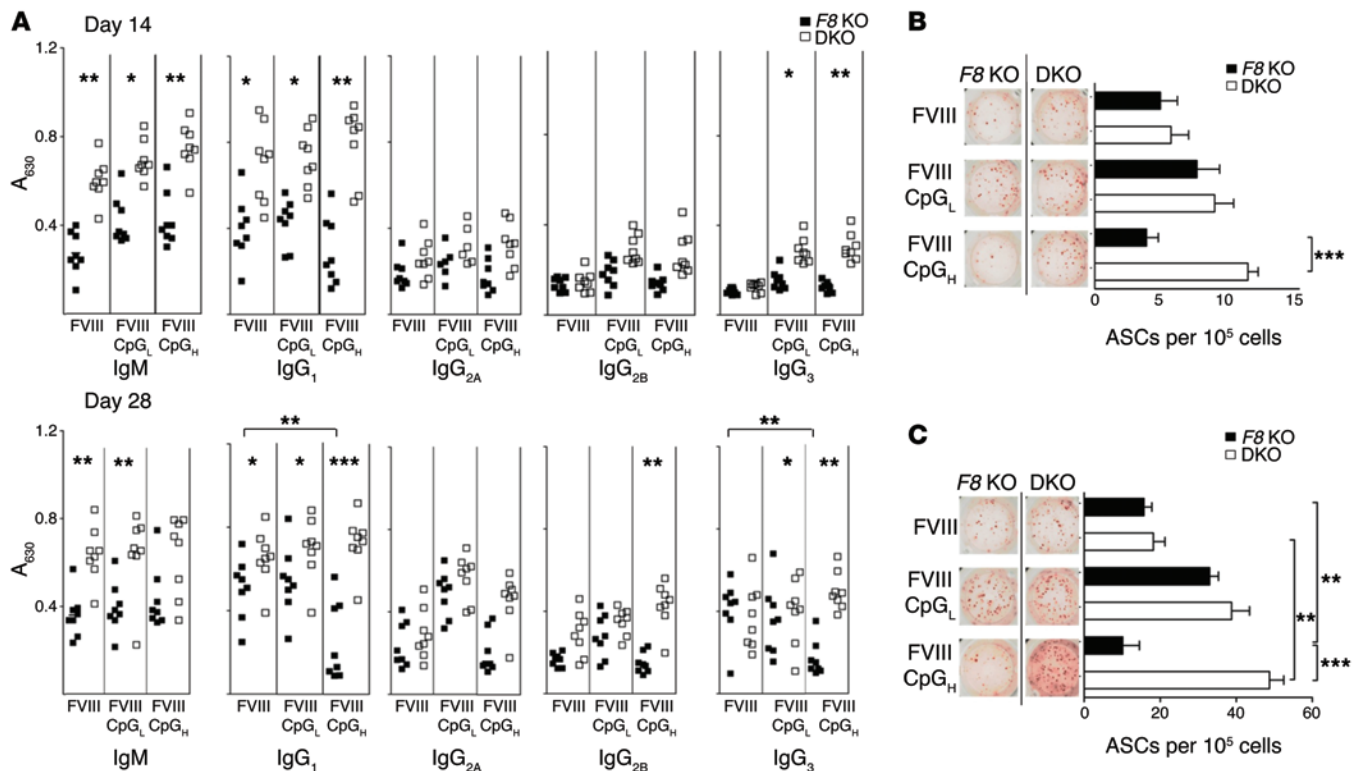 A
Day 14
■ F8 KO
□ DKO
1.2
0.8
0.4
A630
** * ** * * ** * **
FVIII FVIII CpGL FVIII CpGH
IgM
FVIII FVIII CpGL FVIII CpGH
IgG1
FVIII FVIII CpGL FVIII CpGH
IgG2A
FVIII FVIII CpGL FVIII CpGH
IgG2B
FVIII FVIII CpGL FVIII CpGH
IgG3
Day 28
1.2
0.8
0.4
A630
** **
** ** * * *** ** * **
FVIII FVIII CpGL FVIII CpGH
IgM
FVIII FVIII CpGL FVIII CpGH
IgG1
FVIII FVIII CpGL FVIII CpGH
IgG2A
FVIII FVIII CpGL FVIII CpGH
IgG2B
FVIII FVIII CpGL FVIII CpGH
IgG3
B
■ F8 KO
□ DKO
F8 KO DKO
FVIII
FVIII
CpGL
FVIII
CpGH
***
0 5 10 15
ASCs per 10⁵ cells
C
■ F8 KO
□ DKO
F8 KO DKO
FVIII
FVIII
CpGL
FVIII
CpGH
**
**
***
0 20 40 60
ASCs per 10⁵ cells